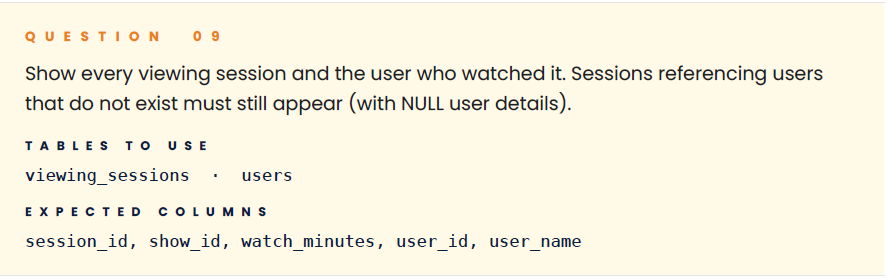 QUESTION 09
Show every viewing session and the user who watched it. Sessions referencing users
that do not exist must still appear (with NULL user details).
TABLES TO USE
viewing_sessions · users
EXPECTED COLUMNS
session_id, show_id, watch_minutes, user_id, user_name